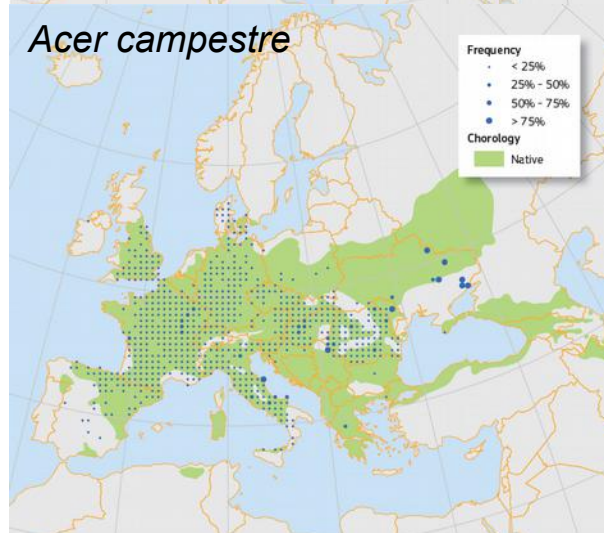 Acer campestre
Frequency
< 25%
25% - 50%
50% - 75%
> 75%
Chorology
Native